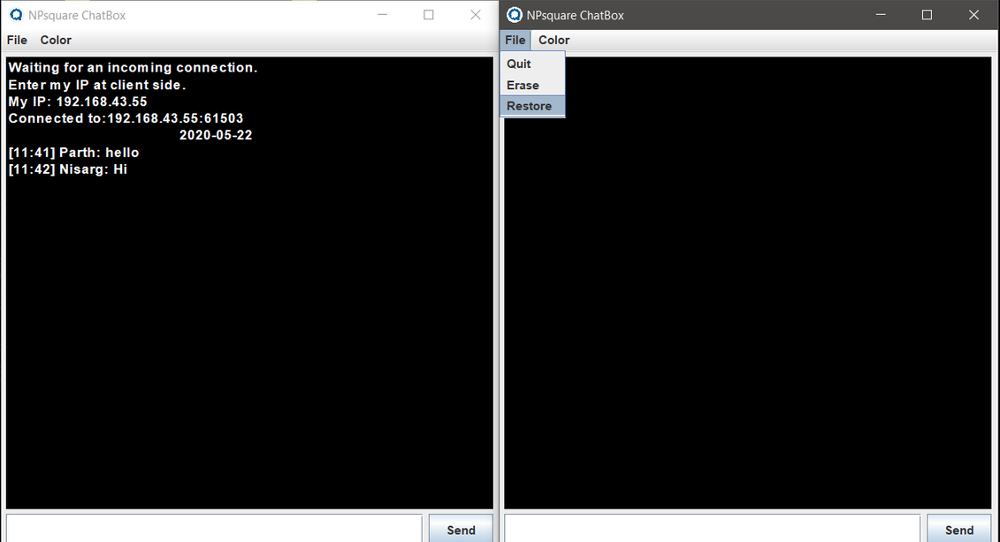 NPsquare ChatBox
File Color
Waiting for an incoming connection.
Enter my IP at client side.
My IP: 192.168.43.55
Connected to:192.168.43.55:61503
2020-05-22
[11:41] Parth: hello
[11:42] Nisarg: Hi
Send
NPsquare ChatBox
File Color
Quit
Erase
Restore
Send